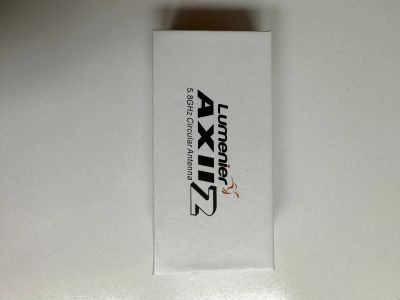 Lumenier
AXII 2
5.8GHz Circular Antenna